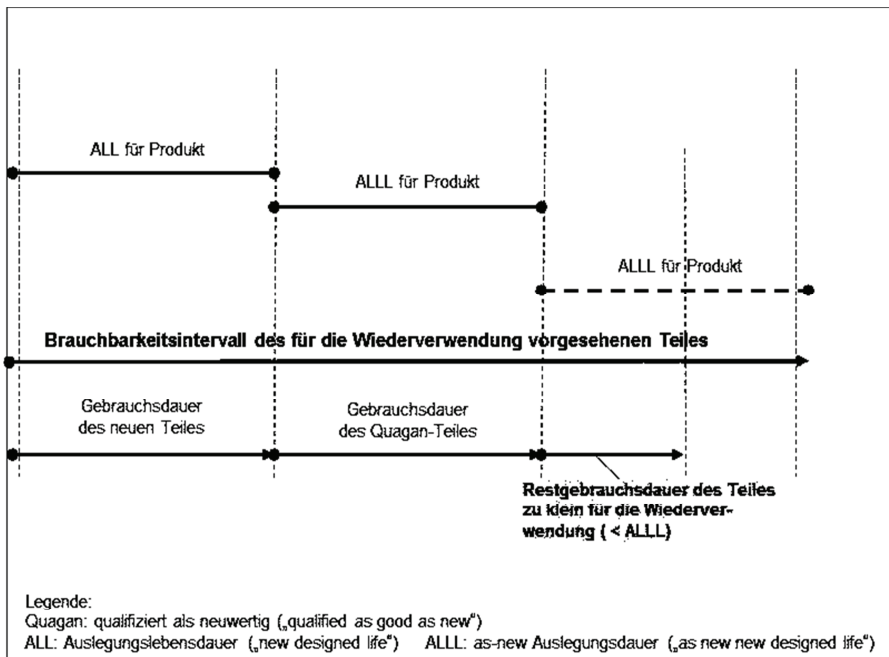 ALL für Produkt
ALLL für Produkt
ALLL für Produkt
Brauchbarkeitsintervall des für die Wiederverwendung vorgesehenen Teiles
Gebrauchsdauer
des neuen Teiles
Gebrauchsdauer
des Quagan-Teiles
Restgebrauchsdauer des Teiles
zu klein für die Wiederver-
wendung ( < ALLL)
Legende:
Quagan: qualifiziert als neuwertig („qualified as good as new“)
ALL: Auslegungslebensdauer („new designed life“) ALLL: as-new Auslegungsdauer („as new new designed life“)